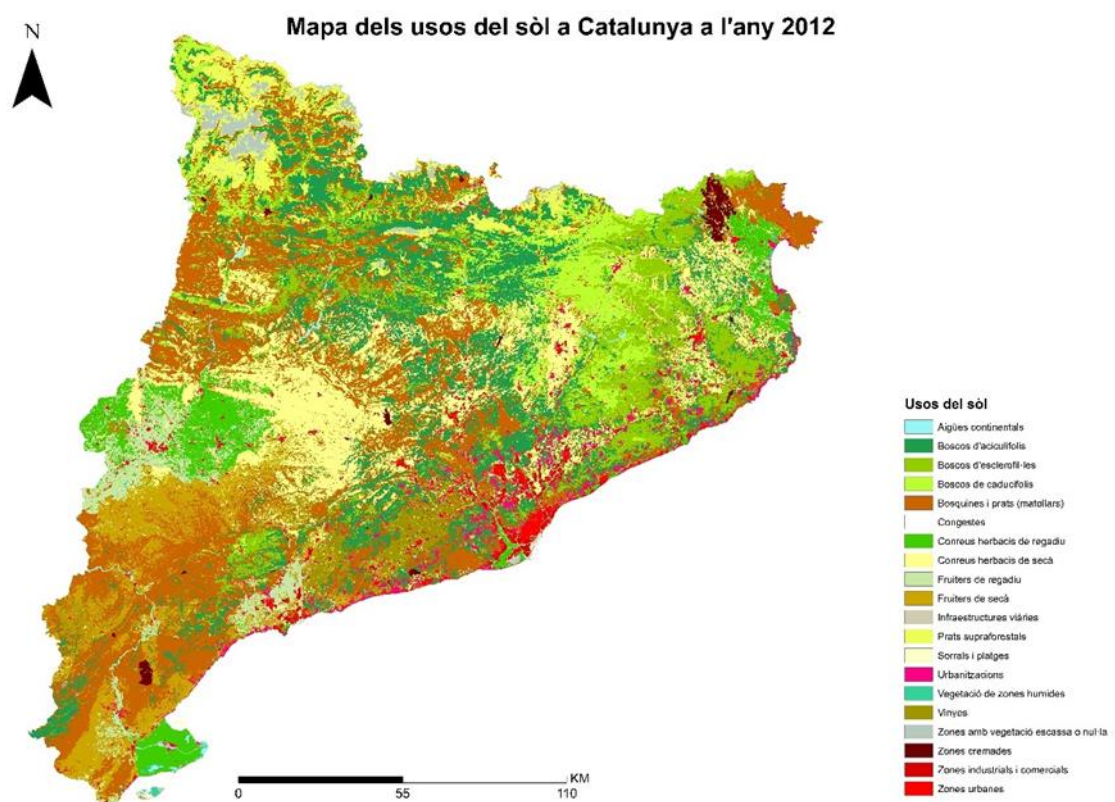 Mapa dels usos del sòl a Catalunya a l'any 2012
N
Usos del sòl
Aigües continentals
Boscos d'aciculifolis
Boscos d'esclerofil·les
Boscos de caducifolis
Bosquines i prats (matollars)
Congestes
Conreus herbacis de regadiu
Conreus herbacis de secà
Fruiters de regadiu
Fruiters de secà
Infraestructures viàries
Prats supraforestals
Sorrals i platges
Urbanitzacions
Vegetació de zones humides
Vinyes
Zones amb vegetació escassa o nul·la
Zones cremades
Zones industrials i comercials
Zones urbanes
KM
0 55 110